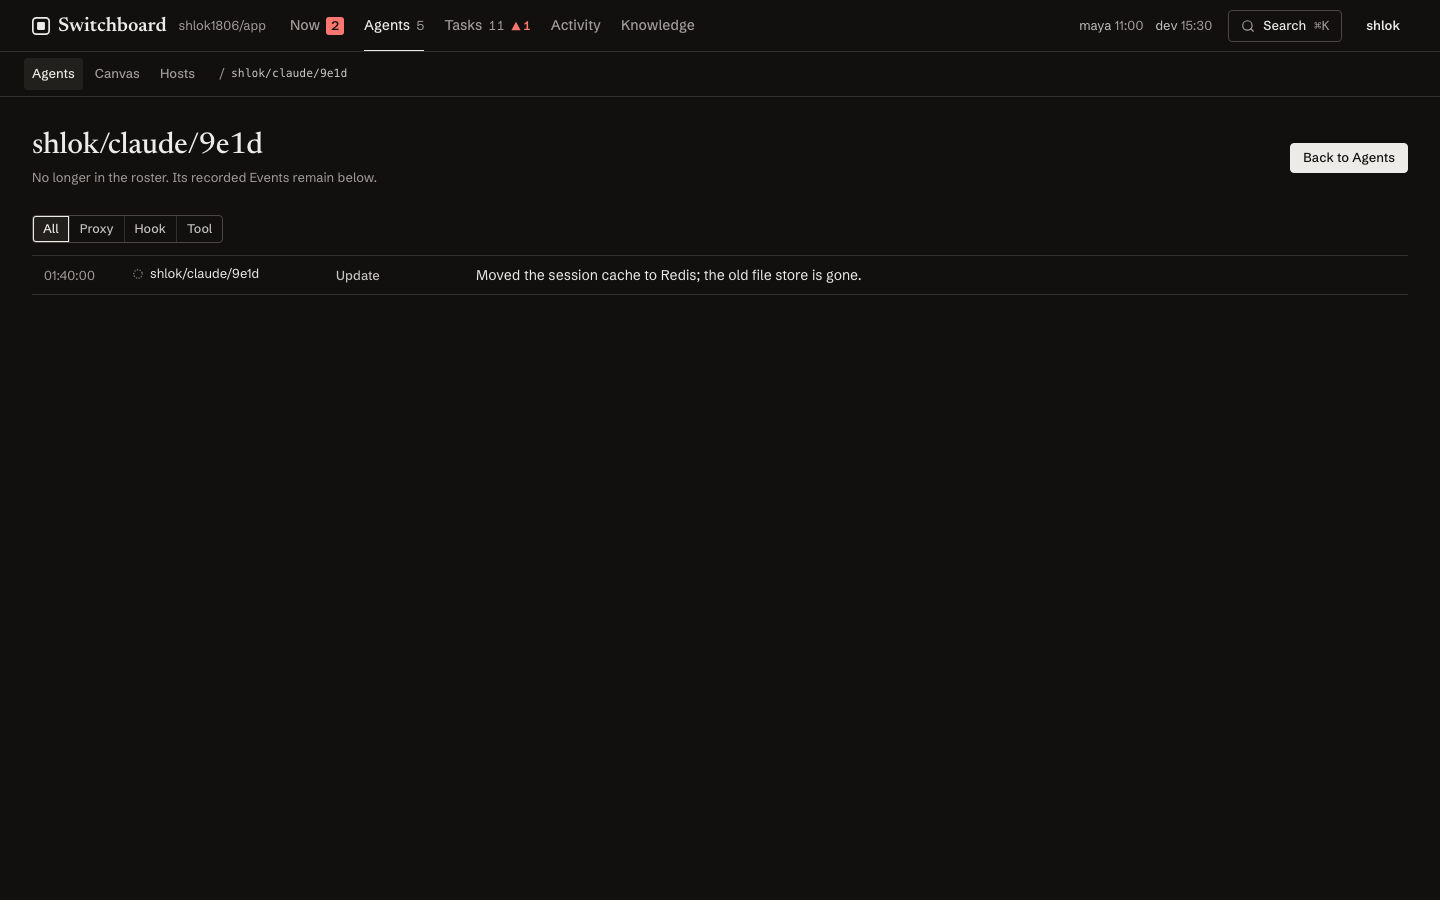 Switchboard shlok1806/app Now 2 Agents 5 Tasks 11 ▲1 Activity Knowledge maya 11:00 dev 15:30 Search ⌘K shlok
Agents Canvas Hosts / shlok/claude/9e1d
shlok/claude/9e1d
Back to Agents
No longer in the roster. Its recorded Events remain below.
All Proxy Hook Tool
01:40:00 shlok/claude/9e1d Update Moved the session cache to Redis; the old file store is gone.